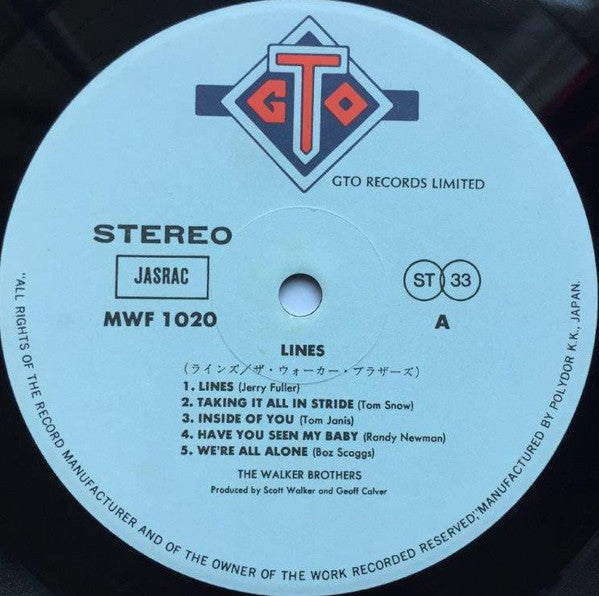 GTO
GTO RECORDS LIMITED
STEREO
JASRAC
ST 33
MWF 1020
A
LINES
(ラインズ/ザ・ウォーカー・ブラザーズ)
1. LINES (Jerry Fuller)
2. TAKING IT ALL IN STRIDE (Tom Snow)
3. INSIDE OF YOU (Tom Janis)
4. HAVE YOU SEEN MY BABY (Randy Newman)
5. WE'RE ALL ALONE (Boz Scaggs)
THE WALKER BROTHERS
Produced by Scott Walker and Geoff Calver
"ALL RIGHTS OF THE RECORD MANUFACTURER AND OF THE OWNER OF THE WORK RECORDED RESERVED," MANUFACTURED BY POLYDOR K.K., JAPAN.